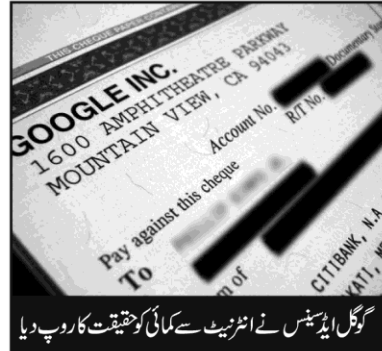 THIS CHEQUE PAPER CONT
GOOGLE INC.
1600 AMPHITHEATRE PARKWAY
MOUNTAIN VIEW, CA 94043
Documentary
Account No.
R/T No.
Pay against this cheque
To
of
CITIBANK, N.A.
گوگل ایڈسینس نے انٹرنیٹ سے کمائی کو حقیقت کا روپ دیا